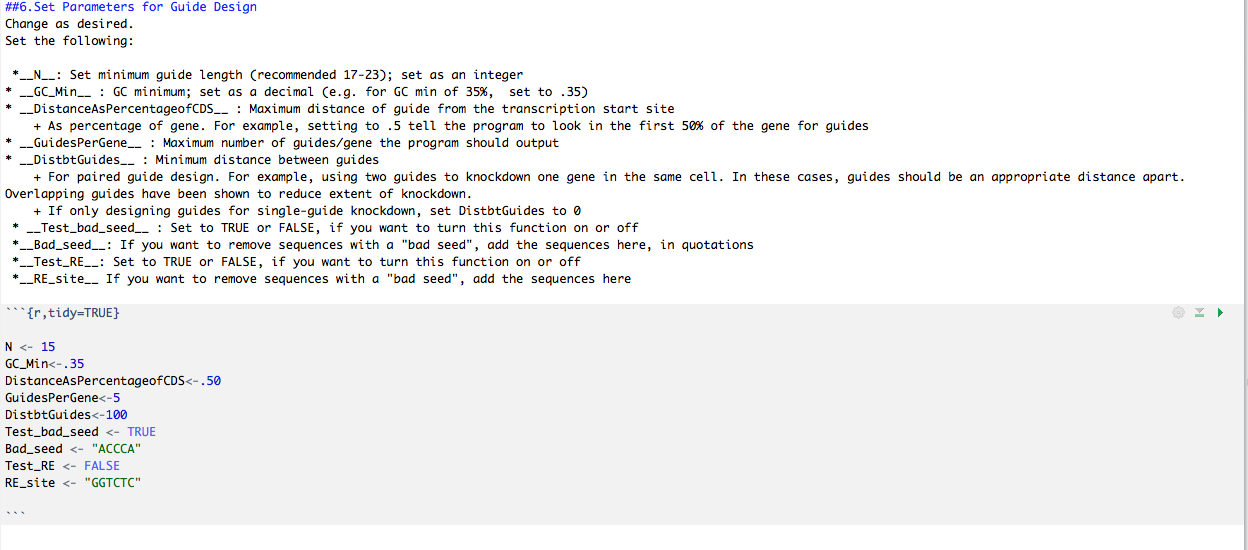 ##6.Set Parameters for Guide Design
Change as desired.
Set the following:
*__N__: Set minimum guide length (recommended 17-23); set as an integer
* __GC_Min__ : GC minimum; set as a decimal (e.g. for GC min of 35%,  set to .35)
* __DistanceAsPercentageofCDS__ : Maximum distance of guide from the transcription start site
+ As percentage of gene. For example, setting to .5 tell the program to look in the first 50% of the gene for guides
* __GuidesPerGene__ : Maximum number of guides/gene the program should output
* __DistbtGuides__ : Minimum distance between guides
+ For paired guide design. For example, using two guides to knockdown one gene in the same cell. In these cases, guides should be an appropriate distance apart.
Overlapping guides have been shown to reduce extent of knockdown.
+ If only designing guides for single-guide knockdown, set DistbtGuides to 0
* __Test_bad_seed__ : Set to TRUE or FALSE, if you want to turn this function on or off
*__Bad_seed__: If you want to remove sequences with a "bad seed", add the sequences here, in quotations
*__Test_RE__: Set to TRUE or FALSE, if you want to turn this function on or off
*__RE_site__ If you want to remove sequences with a "bad seed", add the sequences here
```{r,tidy=TRUE}
N <- 15
GC_Min<-.35
DistanceAsPercentageofCDS<-.50
GuidesPerGene<-5
DistbtGuides<-100
Test_bad_seed <- TRUE
Bad_seed <- "ACCCA"
Test_RE <- FALSE
RE_site <- "GGTCTC"
```